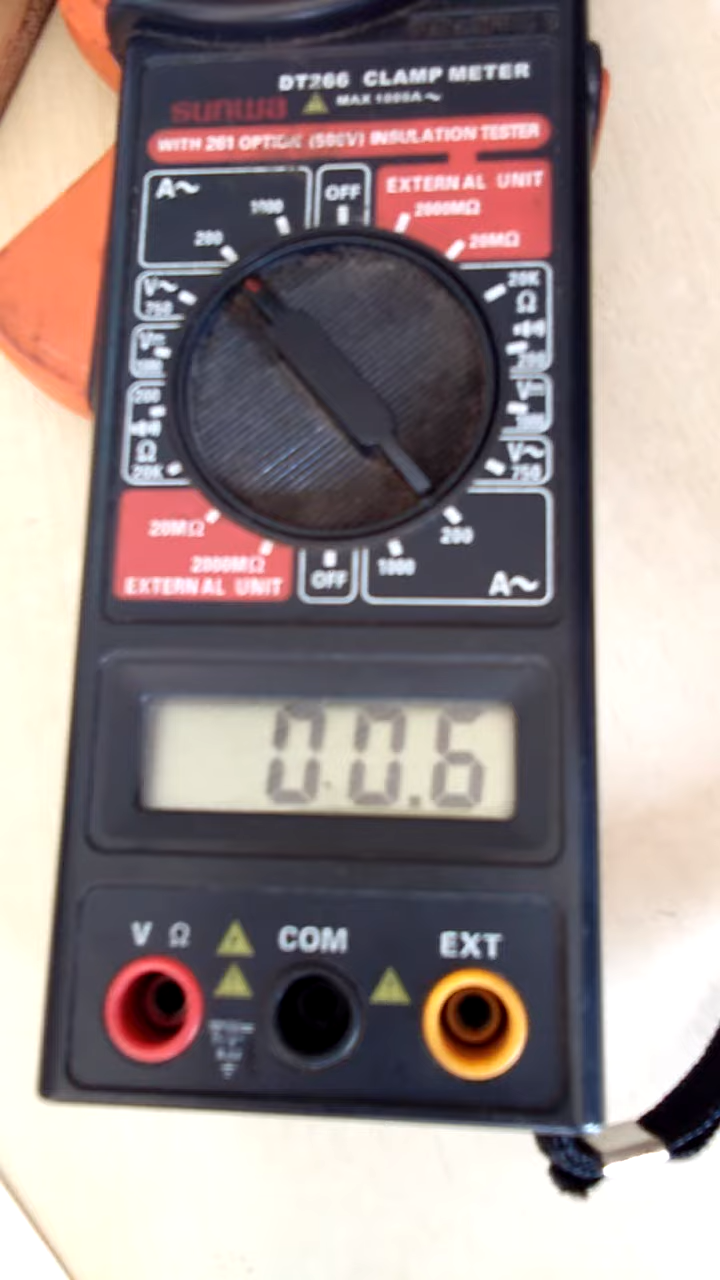 DT266 CLAMP METER
sunwa MAX 1000A~
WITH 261 OPTION (500V) INSULATION TESTER
A~ OFF EXTERNAL UNIT
1000 2000MΩ
200 20MΩ
V~ 20K
750 Ω
V= 200
200 V=
Ω V~
20K 750
20MΩ 200
2000MΩ 1000
EXTERNAL UNIT OFF A~
00.6
V Ω COM EXT